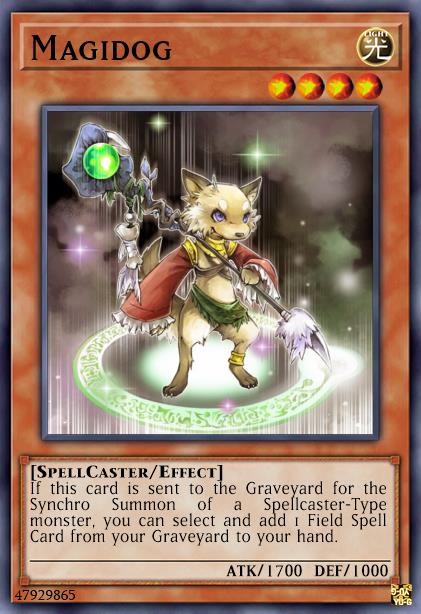 Magidog
LIGHT
光
[SpellCaster/Effect]
If this card is sent to the Graveyard for the
Synchro Summon of a Spellcaster-Type
monster, you can select and add 1 Field Spell
Card from your Graveyard to your hand.
ATK/1700 DEF/1000
47929865